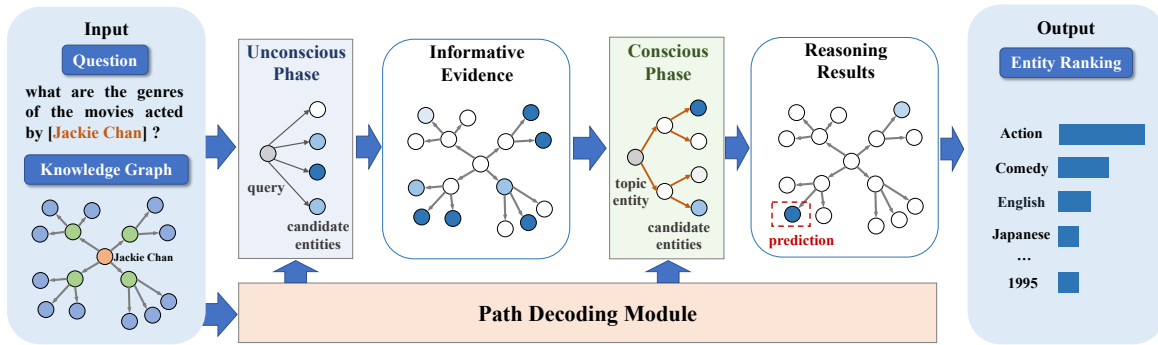 Input
Question
what are the genres
of the movies acted
by [Jackie Chan] ?
Knowledge Graph
Jackie Chan
Unconscious
Phase
query
candidate
entities
Informative
Evidence
Conscious
Phase
topic
entity
candidate
entities
Reasoning
Results
prediction
Path Decoding Module
Output
Entity Ranking
Action
Comedy
English
Japanese
...
1995